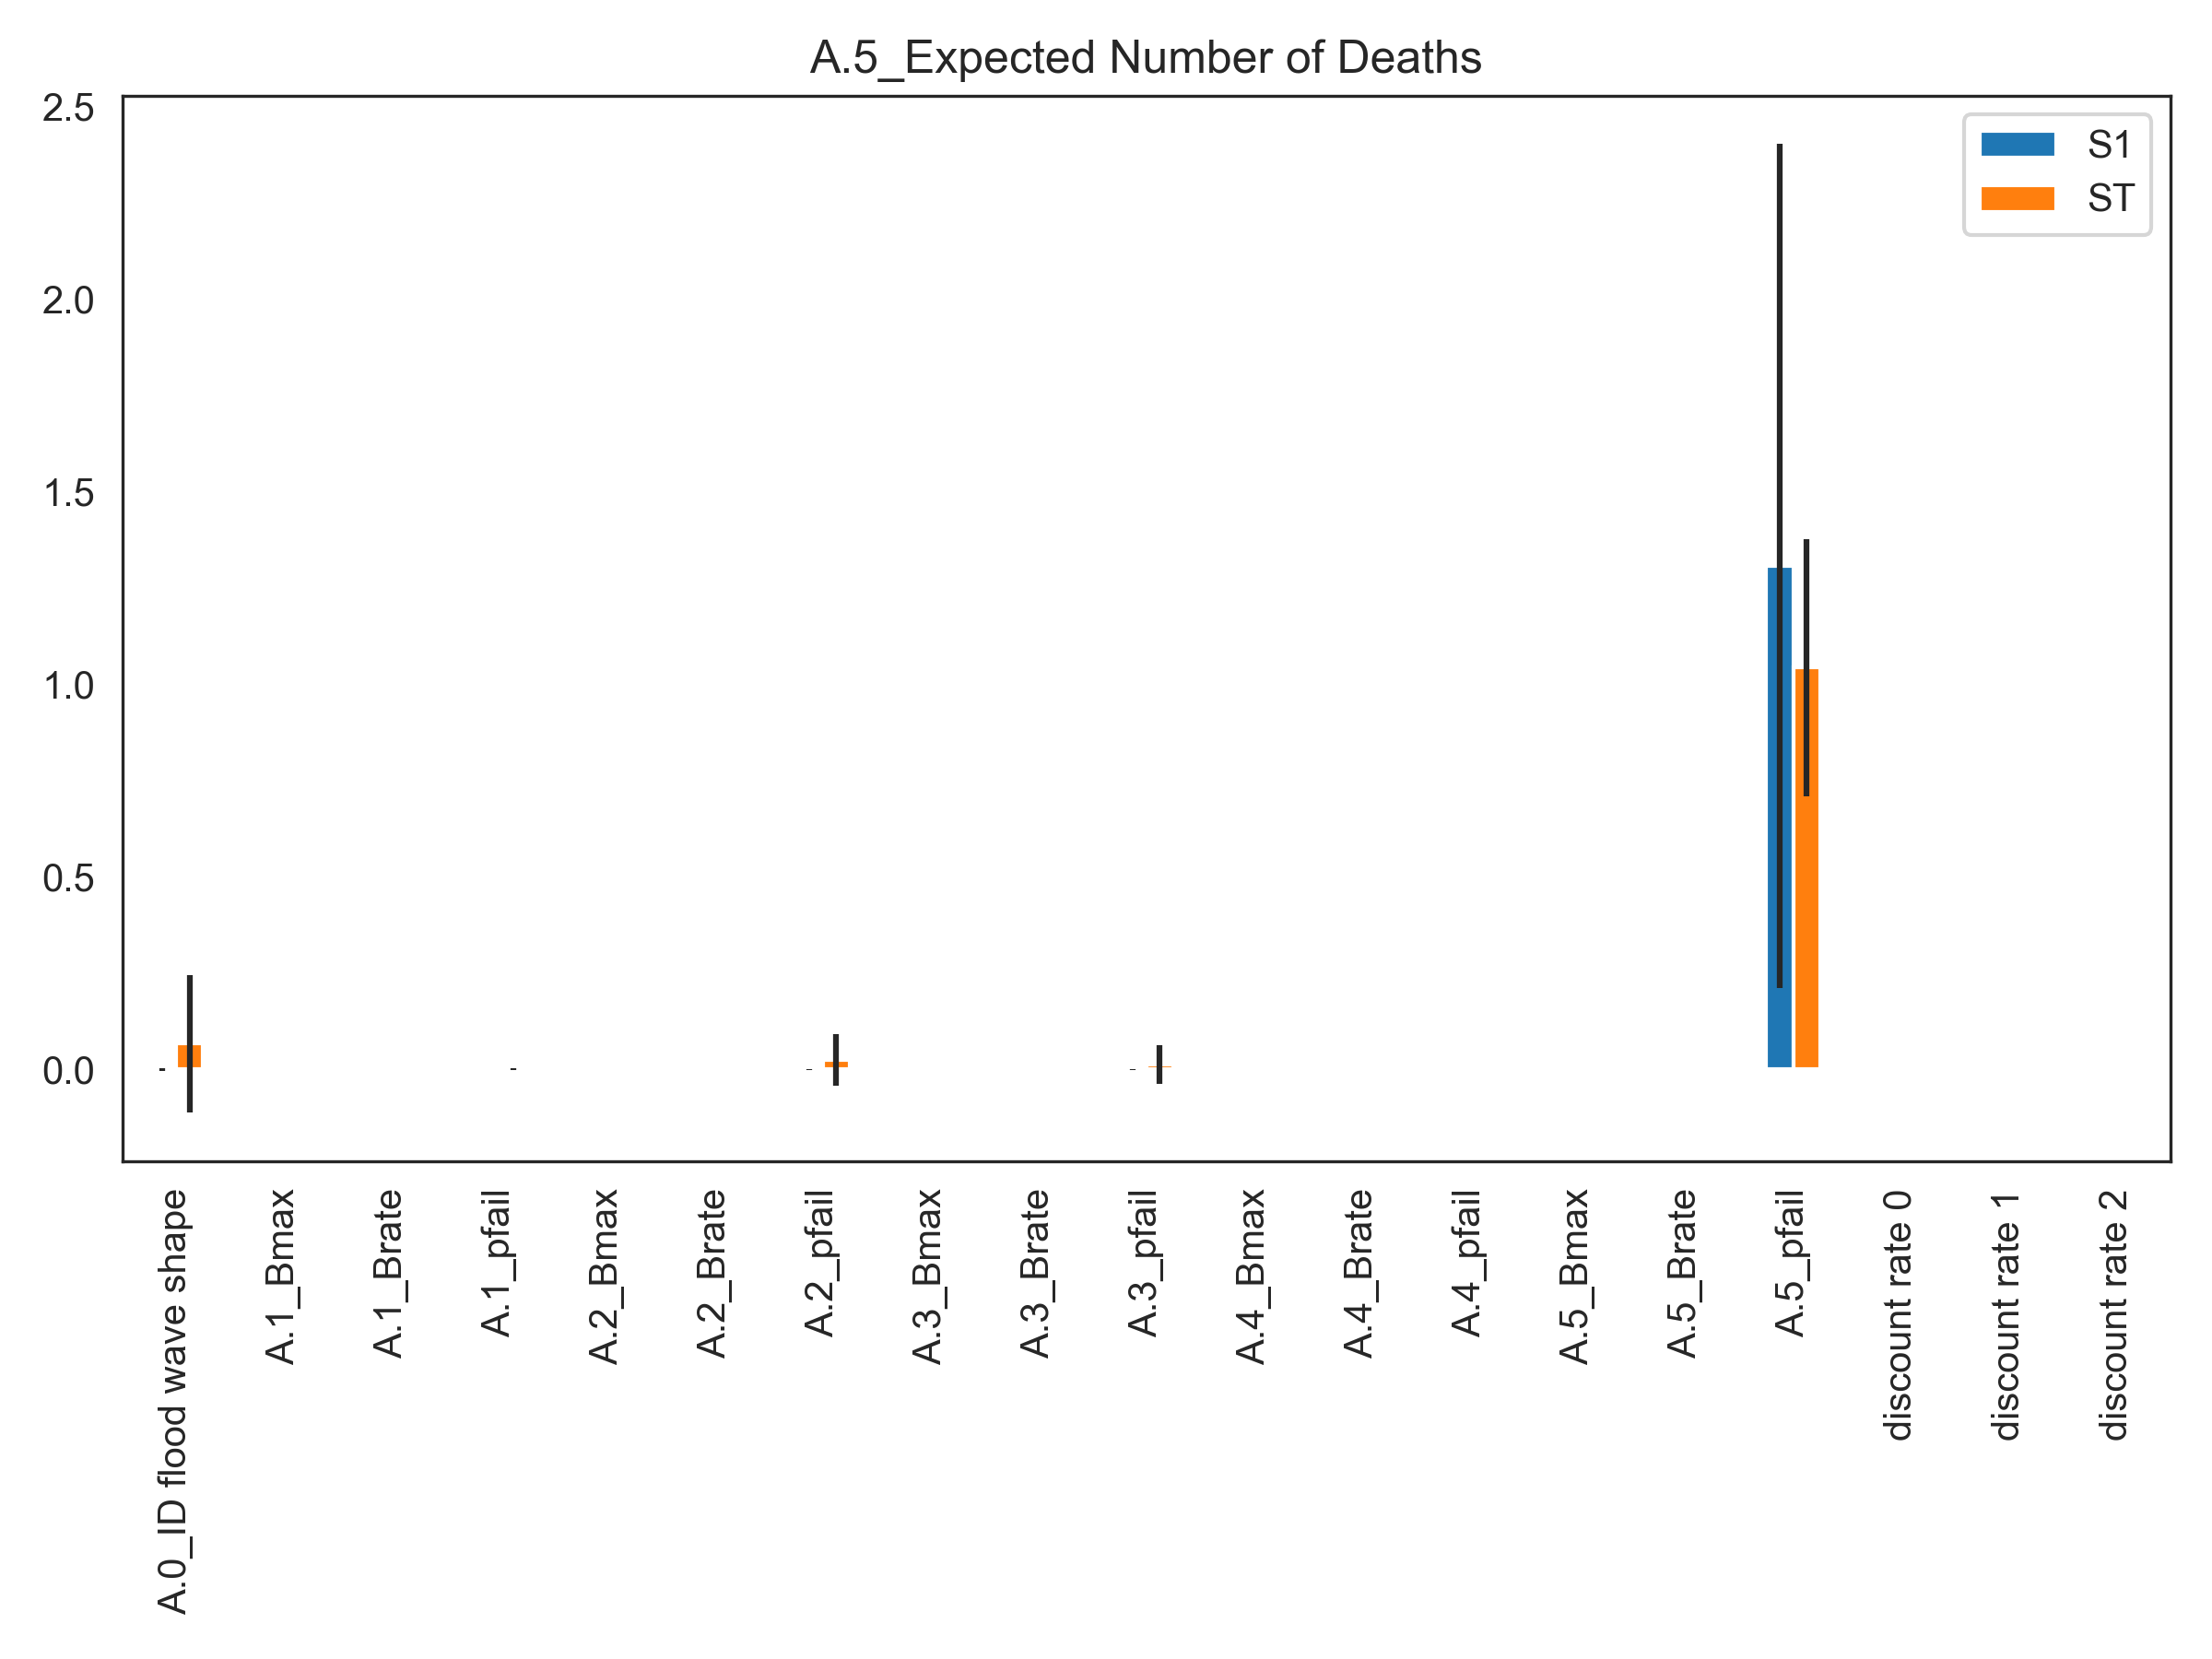 A.5_Expected Number of Deaths
2.5
2.0
1.5
1.0
0.5
0.0
S1
ST
A.0_ID flood wave shape
A.1_Bmax
A.1_Brate
A.1_pfail
A.2_Bmax
A.2_Brate
A.2_pfail
A.3_Bmax
A.3_Brate
A.3_pfail
A.4_Bmax
A.4_Brate
A.4_pfail
A.5_Bmax
A.5_Brate
A.5_pfail
discount rate 0
discount rate 1
discount rate 2